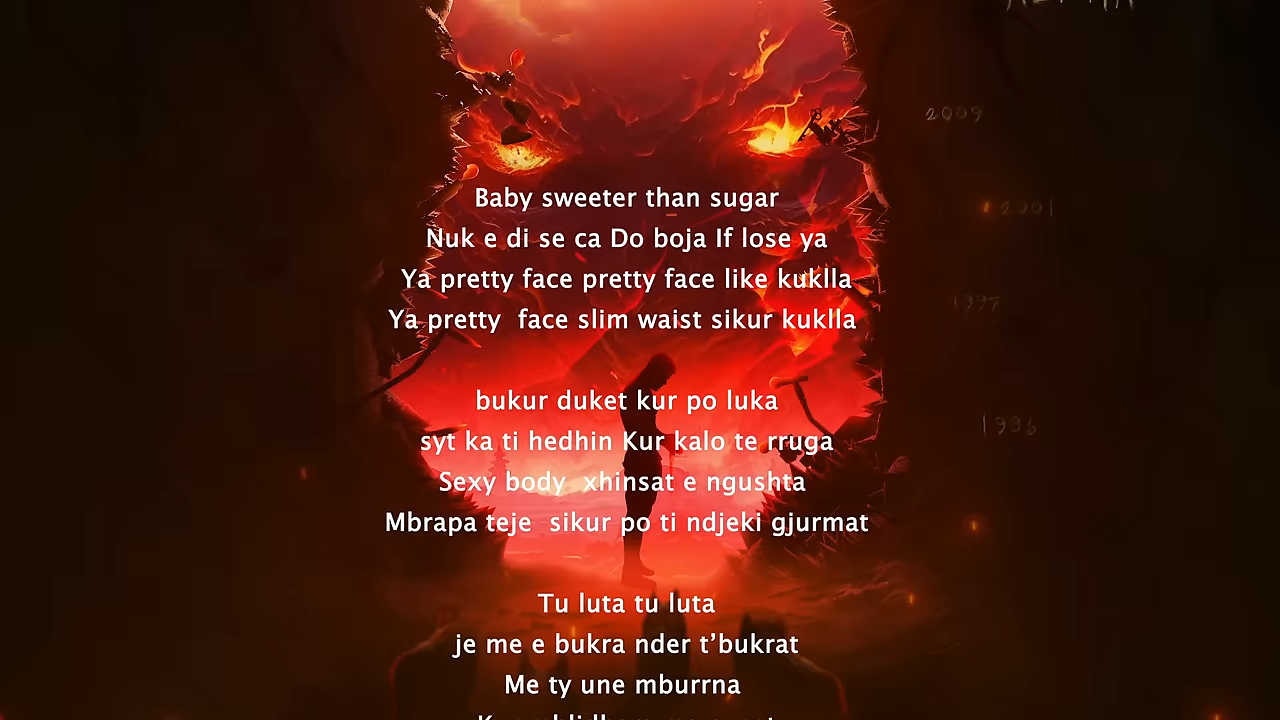 2009
Baby sweeter than sugar
2001
Nuk e di se ca Do boja If lose ya
Ya pretty face pretty face like kuklla
1997
Ya pretty  face slim waist sikur kuklla
bukur duket kur po luka
1996
syt ka ti hedhin Kur kalo te rruga
Sexy body  xhinsat e ngushta
Mbrapa teje  sikur po ti ndjeki gjurmat
Tu luta tu luta
je me e bukra nder t’bukrat
Me ty une mburrna